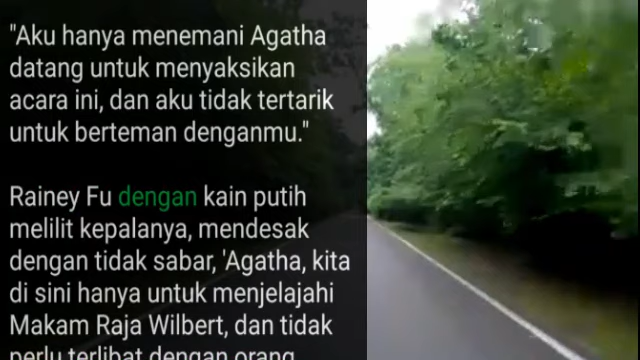 "Aku hanya menemani Agatha
datang untuk menyaksikan
acara ini, dan aku tidak tertarik
untuk berteman denganmu."
Rainey Fu dengan kain putih
melilit kepalanya, mendesak
dengan tidak sabar, 'Agatha, kita
di sini hanya untuk menjelajahi
Makam Raja Wilbert, dan tidak
perlu terlibat dengan orang